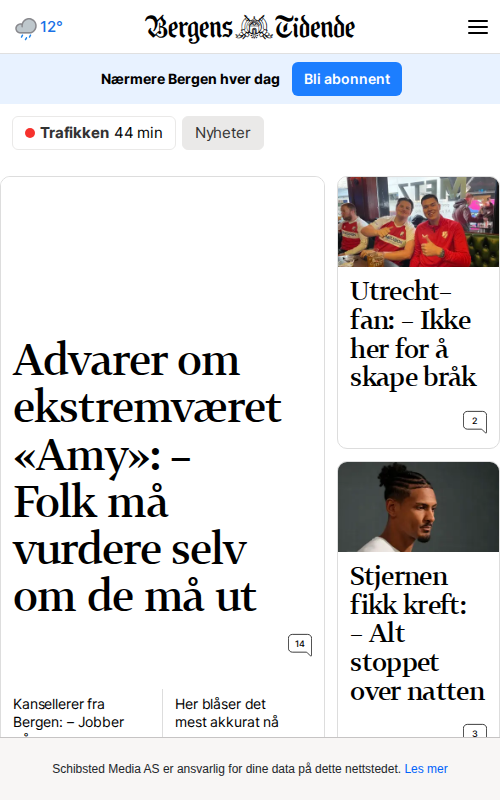 12°
Bergens Tidende
Nærmere Bergen hver dag
Bli abonnent
Trafikken 44 min
Nyheter
Advarer om
ekstremværet
«Amy»: –
Folk må
vurdere selv
om de må ut
14
Kansellerer fra
Bergen: – Jobber
Her blåser det
mest akkurat nå
Utrecht-
fan: – Ikke
her for å
skape bråk
2
Stjernen
fikk kreft:
– Alt
stoppet
over natten
3
Schibsted Media AS er ansvarlig for dine data på dette nettstedet. Les mer